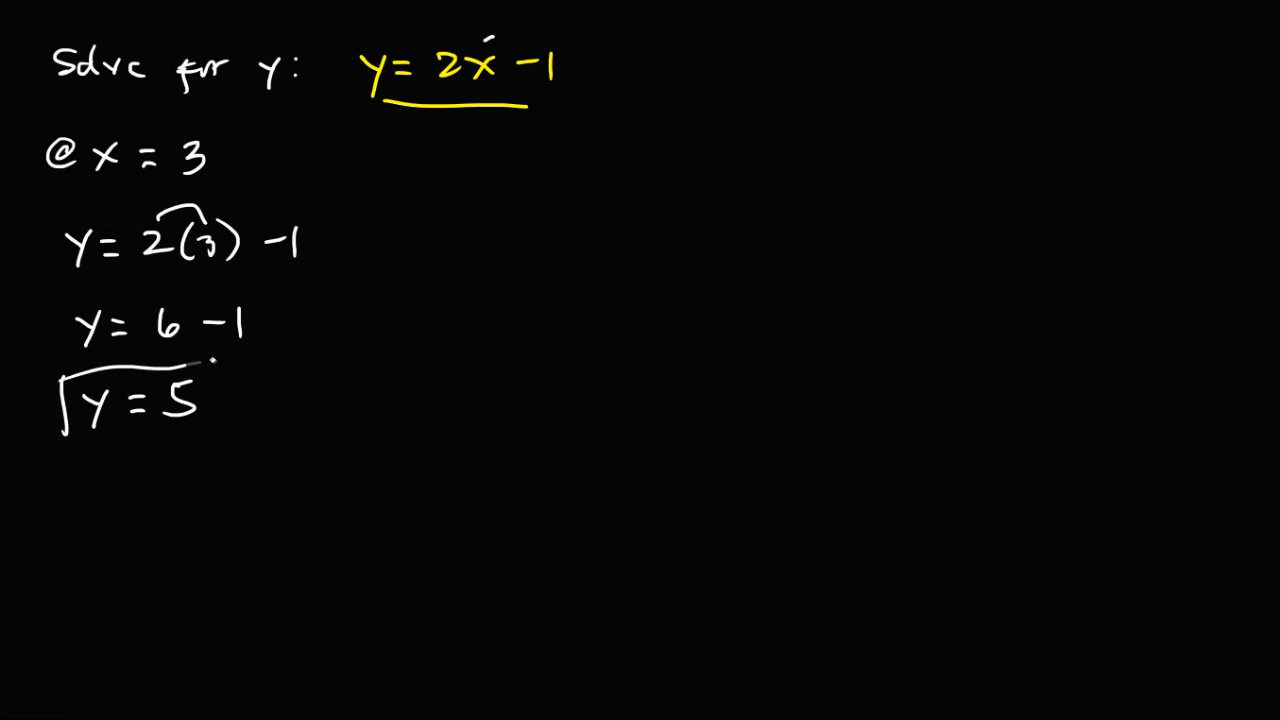 Solve for y: y = 2x - 1
@ x = 3
y = 2(3) - 1
y = 6 - 1
y = 5